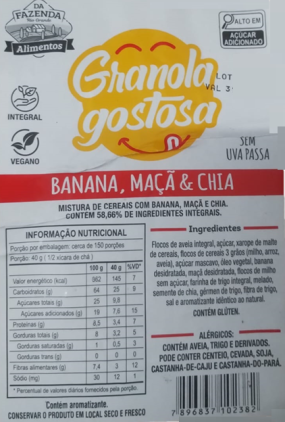 DA
FAZENDA
Rio Grande
Alimentos
ALTO EM
AÇÚCAR
ADICIONADO
Granola
gostosa
LOT
VAL 3
INTEGRAL
VEGANO
SEM
UVA PASSA
BANANA, MAÇÃ & CHIA
MISTURA DE CEREAIS COM BANANA, MAÇÃ E CHIA.
CONTÉM 58,66% DE INGREDIENTES INTEGRAIS.
INFORMAÇÃO NUTRICIONAL
Porção por embalagem: cerca de 150 porções
Porção: 40 g ( 1/2 xícara de chá )
100 g 40 g %VD*
Valor energético (kcal) 362 145 7
Carboidratos (g) 64 25 9
Açúcares totais (g) 25 9,8
Açúcares adicionados (g) 19 7,6 15
Proteínas (g) 8,5 3,4 7
Gorduras totais (g) 8 3,2 5
Gorduras saturadas (g) 1 0,5 3
Gorduras trans (g) 0 0 0
Fibras alimentares (g) 7,4 3 12
Sódio (mg) 30 12 1
* Percentual de valores diários fornecidos pela porção.
Contém aromatizante.
CONSERVAR O PRODUTO EM LOCAL SECO E FRESCO
Ingredientes
Flocos de aveia integral, açúcar, xarope de malte
de cereais, flocos de cereais 3 grãos (milho, arroz,
aveia), açúcar mascavo, óleo vegetal, banana
desidratada, maçã desidratada, flocos de milho
sem açúcar, farinha de trigo integral, melado,
semente de chia, gérmen de trigo, fibra de trigo,
sal e aromatizante idêntico ao natural.
CONTÉM GLÚTEN.
ALÉRGICOS:
CONTÉM AVEIA, TRIGO E DERIVADOS.
PODE CONTER CENTEIO, CEVADA, SOJA,
CASTANHA-DE-CAJU E CASTANHA-DO-PARÁ.
7 896837 102382